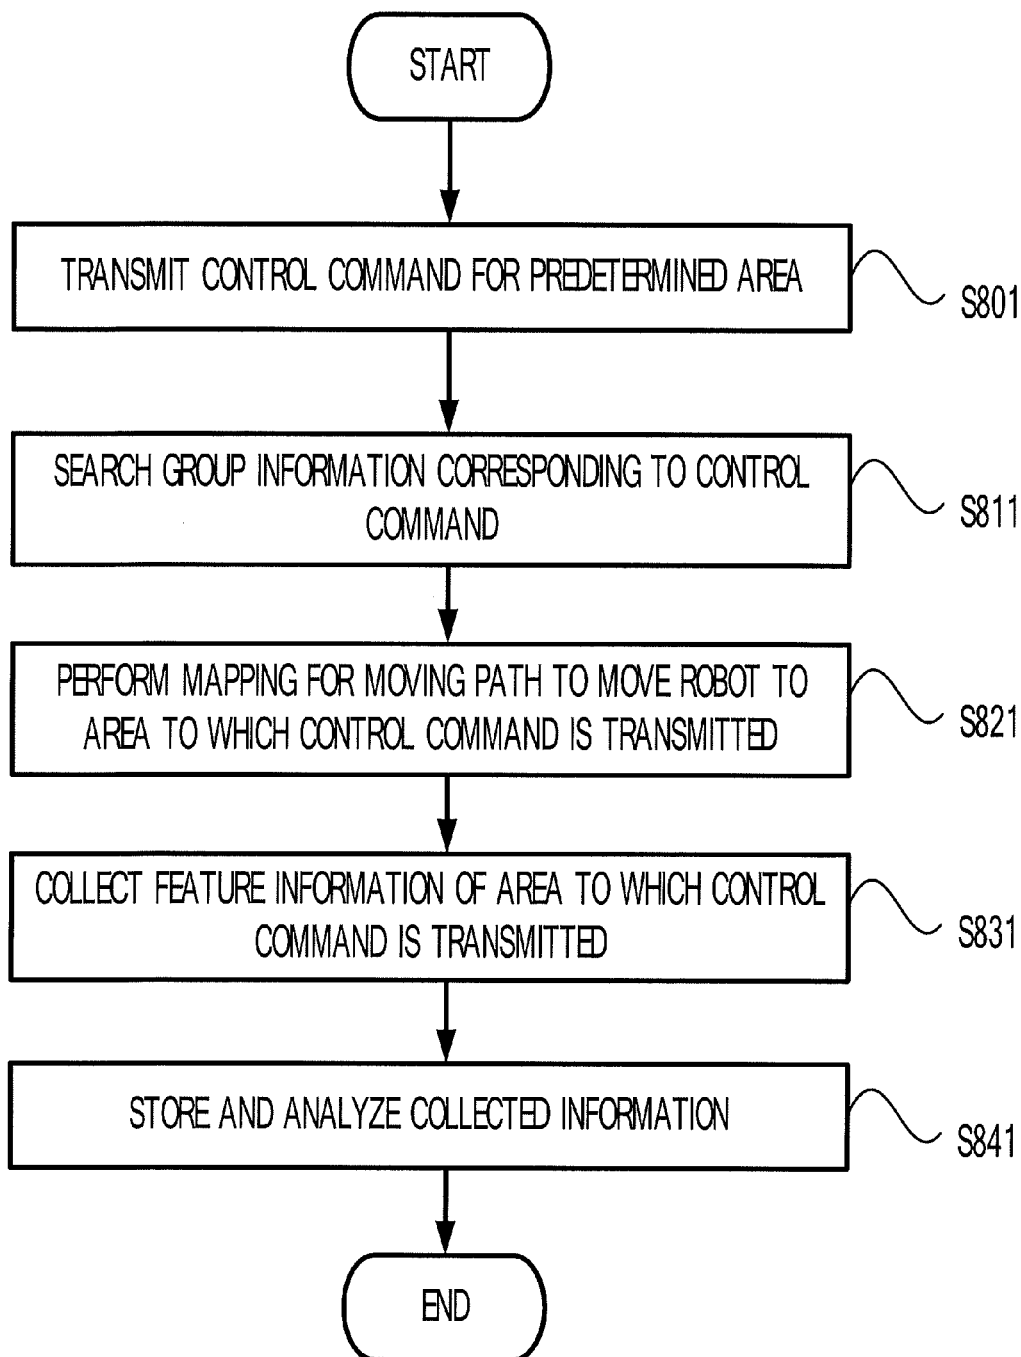 START
TRANSMIT CONTROL COMMAND FOR PREDETERMINED AREA
S801
SEARCH GROUP INFORMATION CORRESPONDING TO CONTROL
COMMAND
S811
PERFORM MAPPING FOR MOVING PATH TO MOVE ROBOT TO
AREA TO WHICH CONTROL COMMAND IS TRANSMITTED
S821
COLLECT FEATURE INFORMATION OF AREA TO WHICH CONTROL
COMMAND IS TRANSMITTED
S831
STORE AND ANALYZE COLLECTED INFORMATION
S841
END